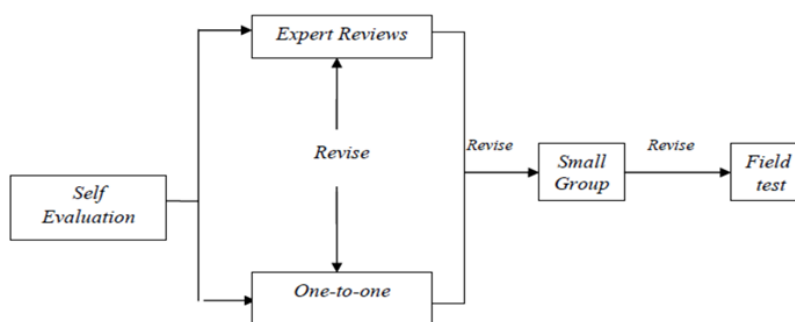 Expert Reviews
Revise
Self
Evaluation
One-to-one
Revise
Small
Group
Revise
Field
test